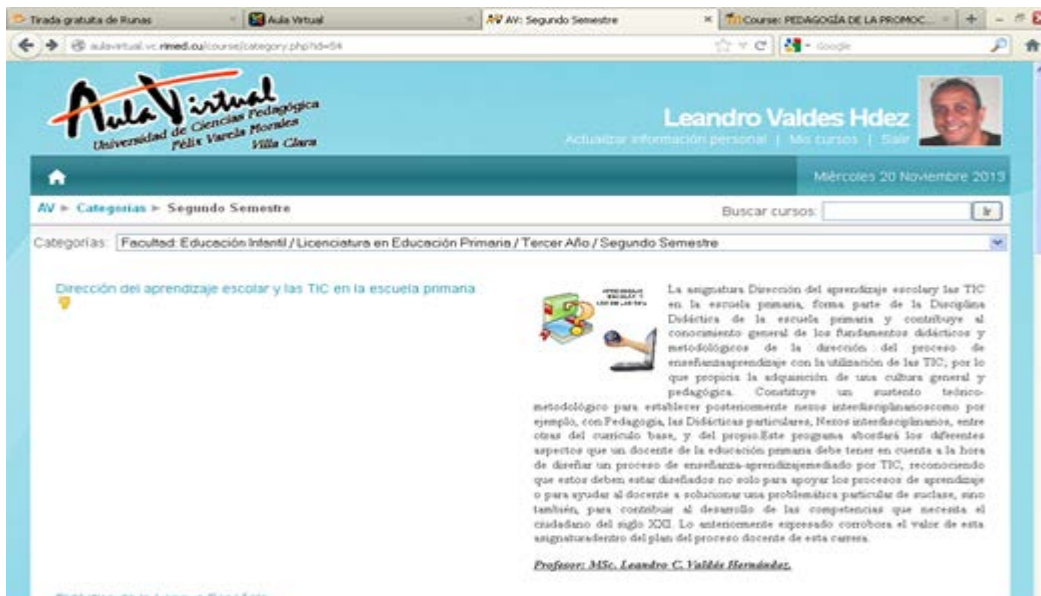 Tirada gratuita de Runas
Aula Virtual
AV: Segundo Semestre
Course: PEDAGOGÍA DE LA PROMOC...
aulavirtual.vc.rimed.cu/course/category.php?id=54
Google
Aula Virtual
Universidad de Ciencias Pedagógica
Félix Varela Morales
Villa Clara
Leandro Valdes Hdez
Actualizar información personal | Mis cursos | Salir
Miércoles 20 Noviembre 2013
AV ► Categorías ► Segundo Semestre
Buscar cursos:
Ir
Categorías: Facultad: Educación Infantil / Licenciatura en Educación Primaria / Tercer Año / Segundo Semestre
Dirección del aprendizaje escolar y las TIC en la escuela primaria
La asignatura Dirección del aprendizaje escolary las TIC
en la escuela primaria, forma parte de la Disciplina
Didáctica de la escuela primaria y contribuye al
conocimiento general de los fundamentos didácticos y
metodológicos de la dirección del proceso de
enseñanzaaprendizaje con la utilización de las TIC, por lo
que propicia la adquisición de una cultura general y
pedagógica. Constituye un sustento teórico-
metodológico para establecer posteriormente nexos interdisciplinarioscomo por
ejemplo, con Pedagogía, las Didácticas particulares, Nexos interdisciplinarios, entre
otras del currículo base, y del propio.Este programa abordará los diferentes
aspectos que un docente de la educación primaria debe tener en cuenta a la hora
de diseñar un proceso de enseñanza-aprendizajemediado por TIC, reconociendo
que estos deben estar diseñados no solo para apoyar los procesos de aprendizaje
o para ayudar al docente a solucionar una problemática particular de suclase, sino
también, para contribuir al desarrollo de las competencias que necesita el
ciudadano del siglo XXI. Lo anteriormente expresado corrobora el valor de esta
asignaturadentro del plan del proceso docente de esta carrera.
Profesor: MSc. Leandro C. Valdés Hernández.